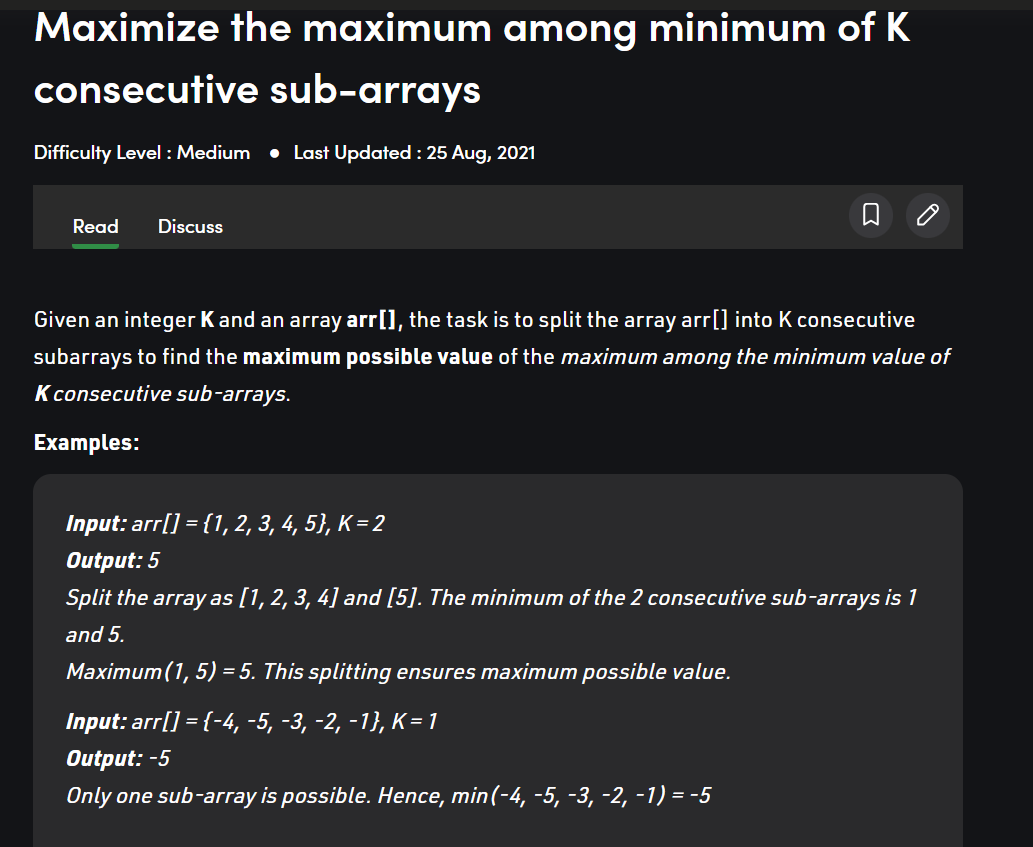 Maximize the maximum among minimum of K
consecutive sub-arrays
Difficulty Level : Medium ● Last Updated : 25 Aug, 2021
Read Discuss
Given an integer K and an array arr[], the task is to split the array arr[] into K consecutive
subarrays to find the maximum possible value of the maximum among the minimum value of
K consecutive sub-arrays.
Examples:
Input: arr[] = {1, 2, 3, 4, 5}, K = 2
Output: 5
Split the array as [1, 2, 3, 4] and [5]. The minimum of the 2 consecutive sub-arrays is 1
and 5.
Maximum(1, 5) = 5. This splitting ensures maximum possible value.
Input: arr[] = {-4, -5, -3, -2, -1}, K = 1
Output: -5
Only one sub-array is possible. Hence, min(-4, -5, -3, -2, -1) = -5